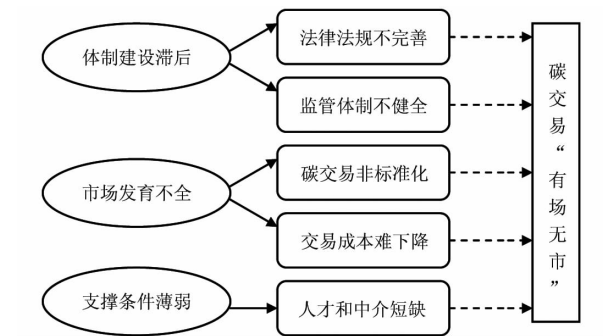 体制建设滞后
法律法规不完善
监管体制不健全
市场发育不全
碳交易非标准化
交易成本难下降
支撑条件薄弱
人才和中介短缺
碳交易“有场无市”